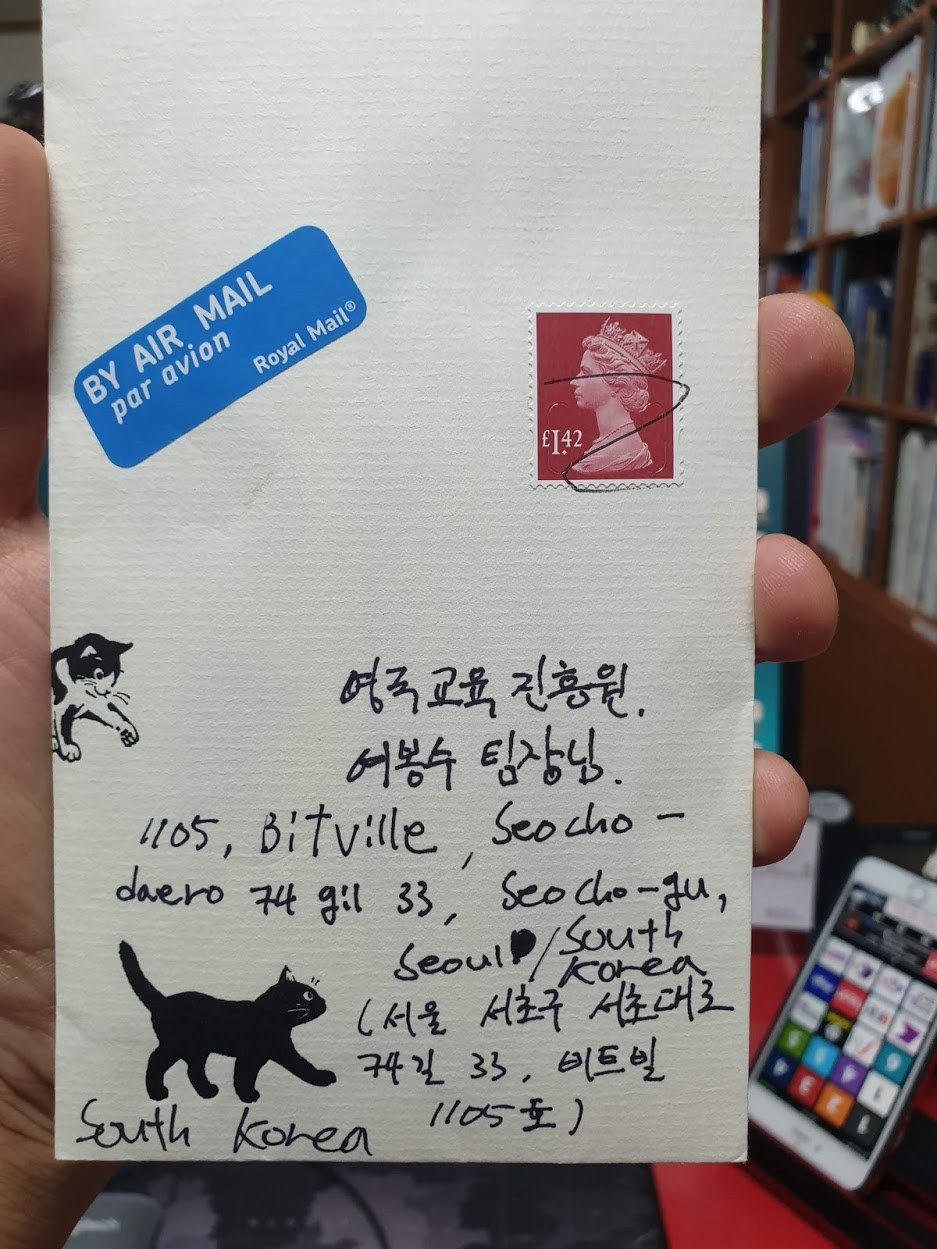 BY AIR MAIL
par avion
Royal Mail®
£1.42
영국교육진흥원.
어봉수 팀장님.
1105, Bitville, Seocho-
daero 74 gil 33, Seocho-gu,
Seoul / South
Korea
(서울 서초구 서초대로
74길 33, 비트빌
1105호)
South Korea